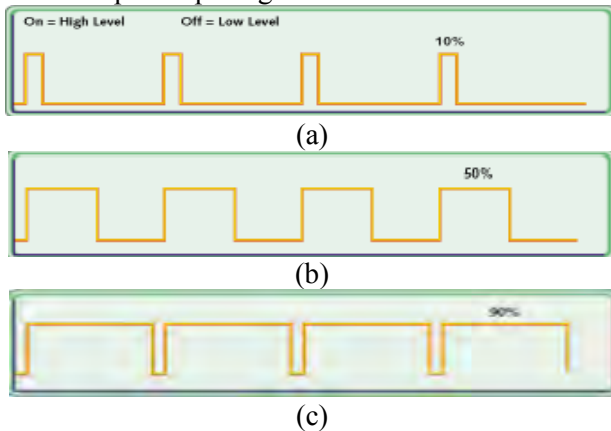 On = High Level Off = Low Level
10%
(a)
50%
(b)
90%
(c)